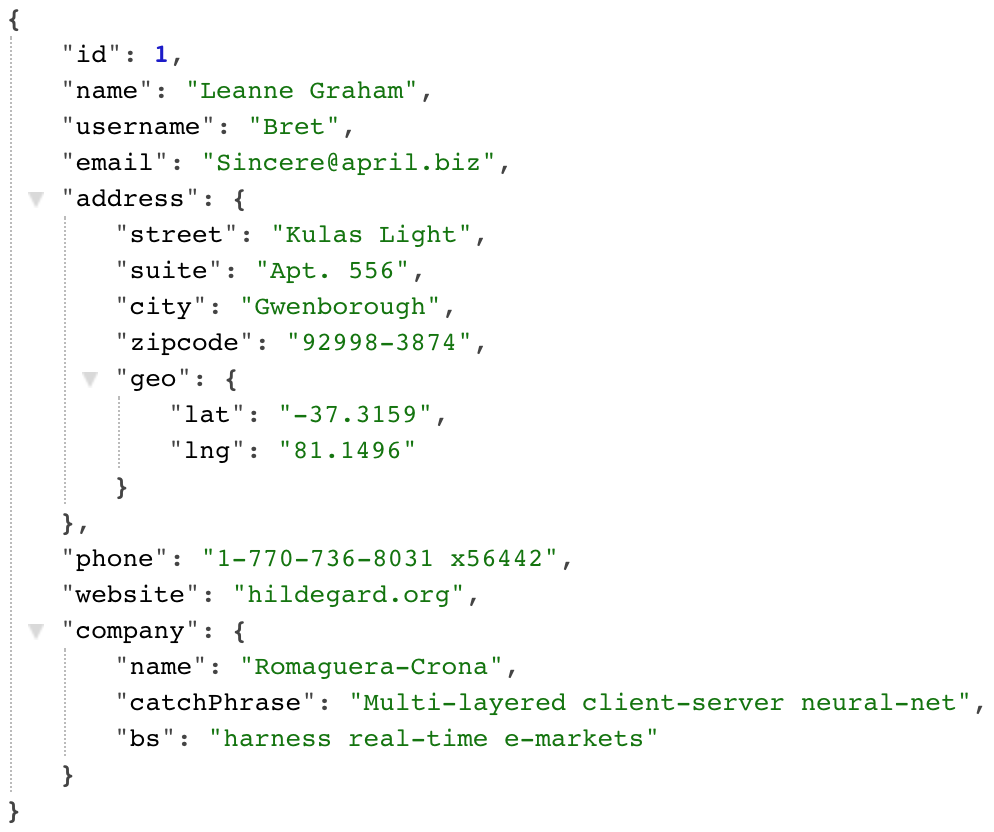 {
"id": 1,
"name": "Leanne Graham",
"username": "Bret",
"email": "Sincere@april.biz",
"address": {
"street": "Kulas Light",
"suite": "Apt. 556",
"city": "Gwenborough",
"zipcode": "92998-3874",
"geo": {
"lat": "-37.3159",
"lng": "81.1496"
}
},
"phone": "1-770-736-8031 x56442",
"website": "hildegard.org",
"company": {
"name": "Romaguera-Crona",
"catchPhrase": "Multi-layered client-server neural-net",
"bs": "harness real-time e-markets"
}
}